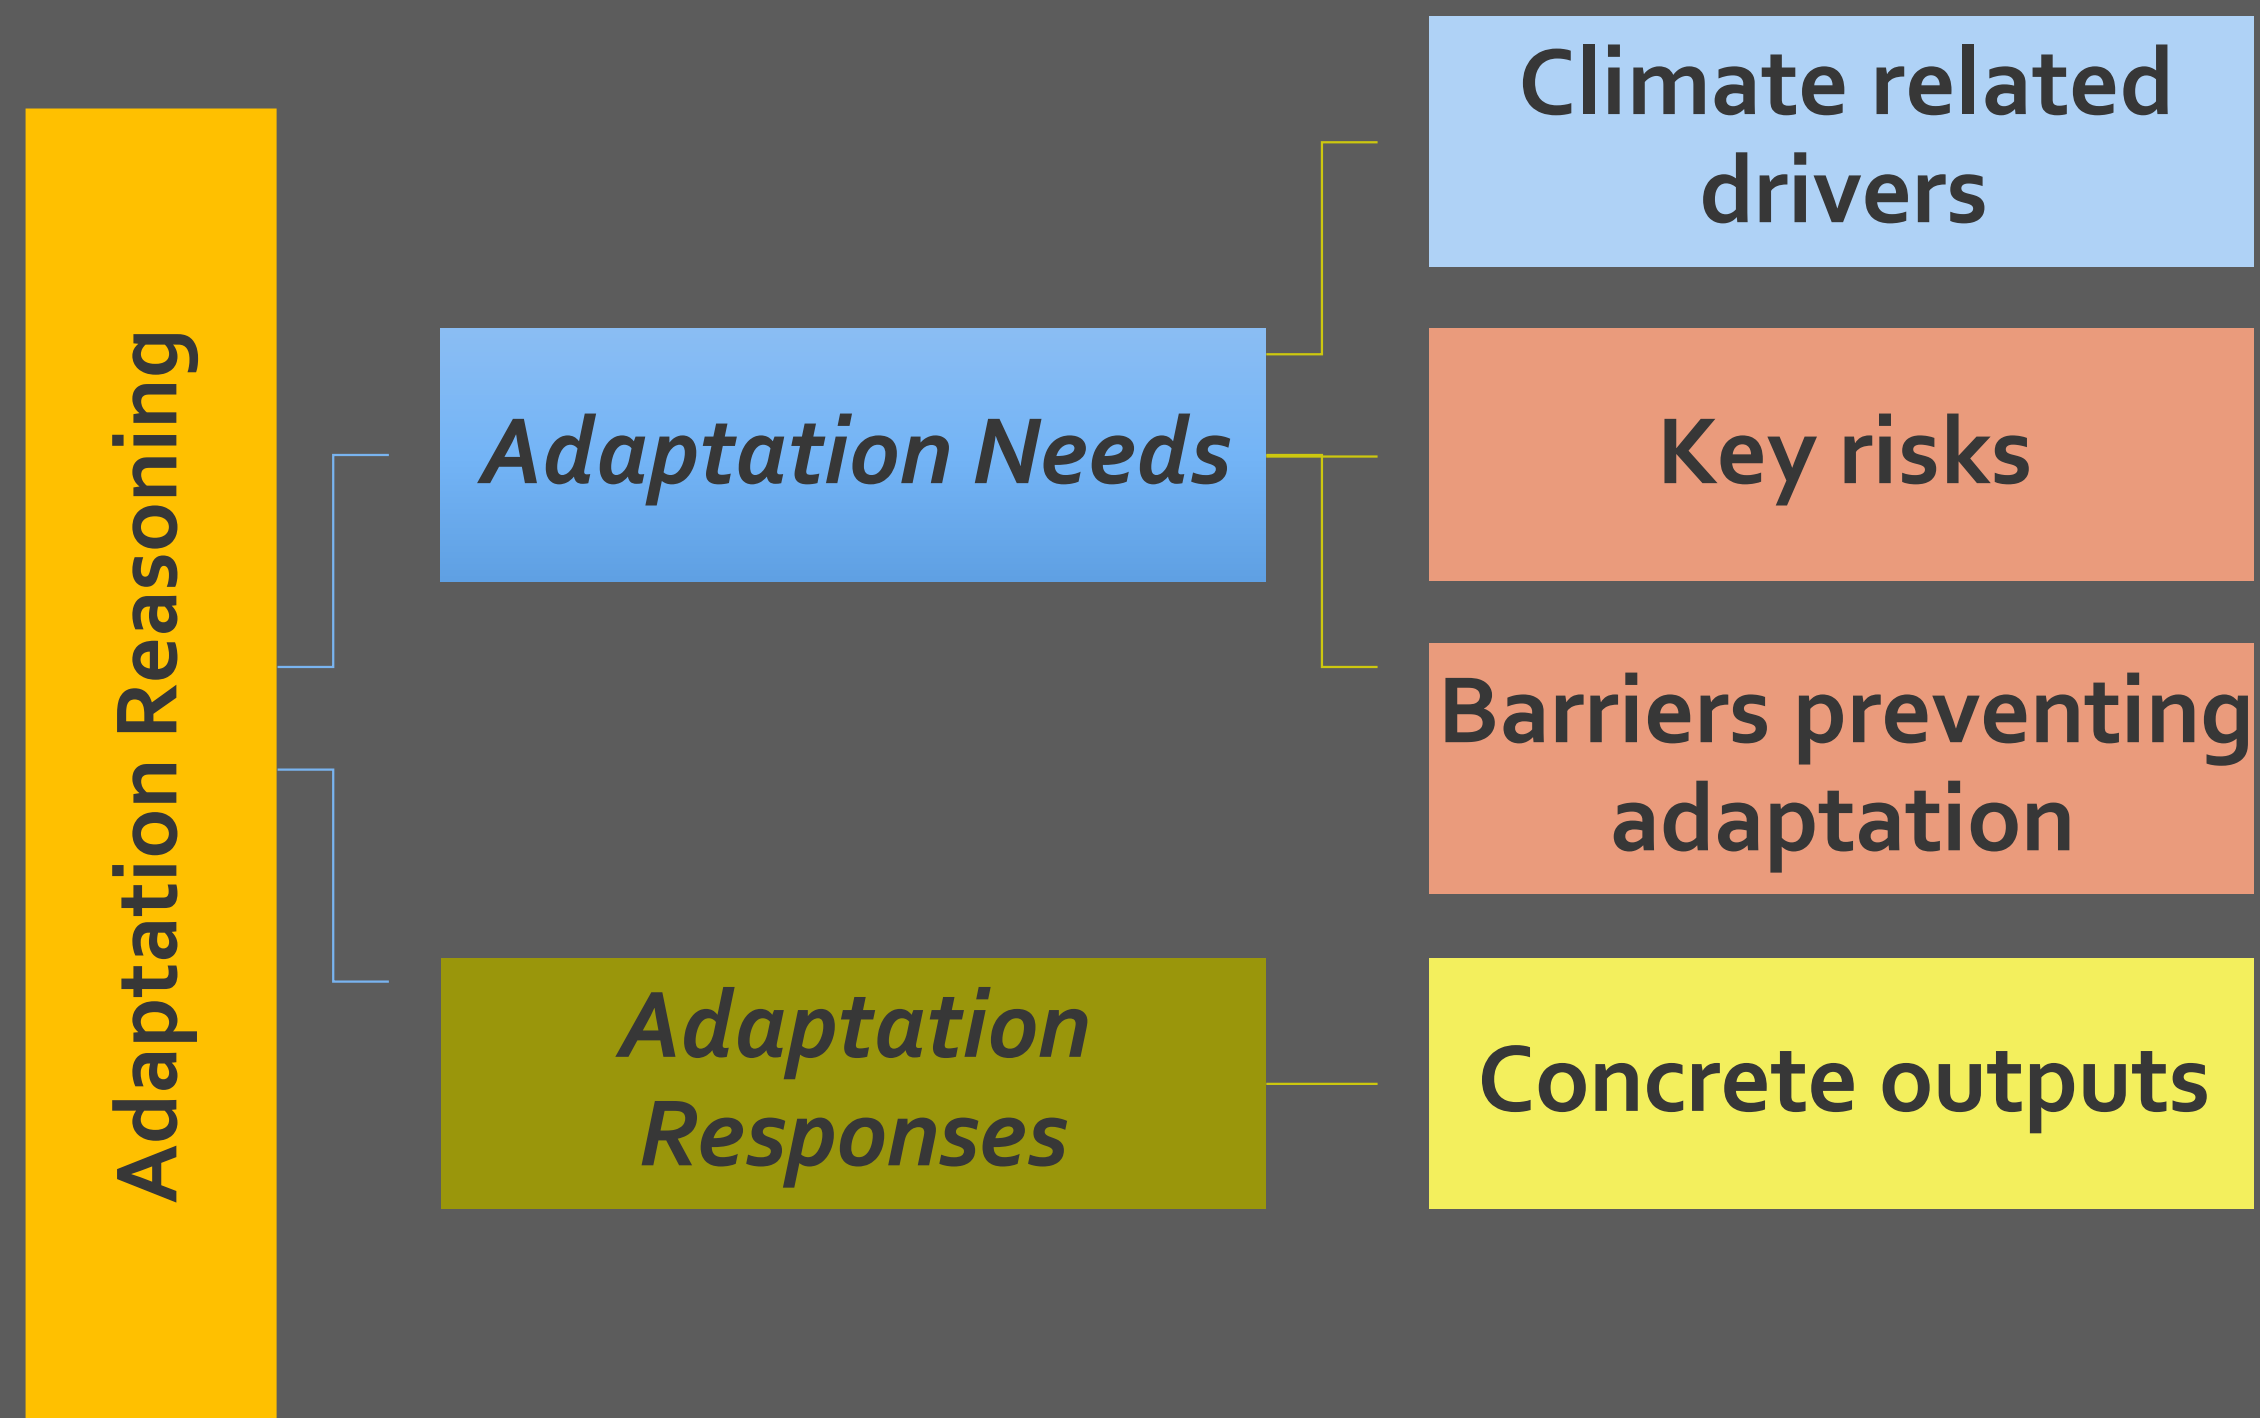 Adaptation Reasoning
Adaptation Needs
Climate related
drivers
Key risks
Barriers preventing
adaptation
Adaptation
Responses
Concrete outputs